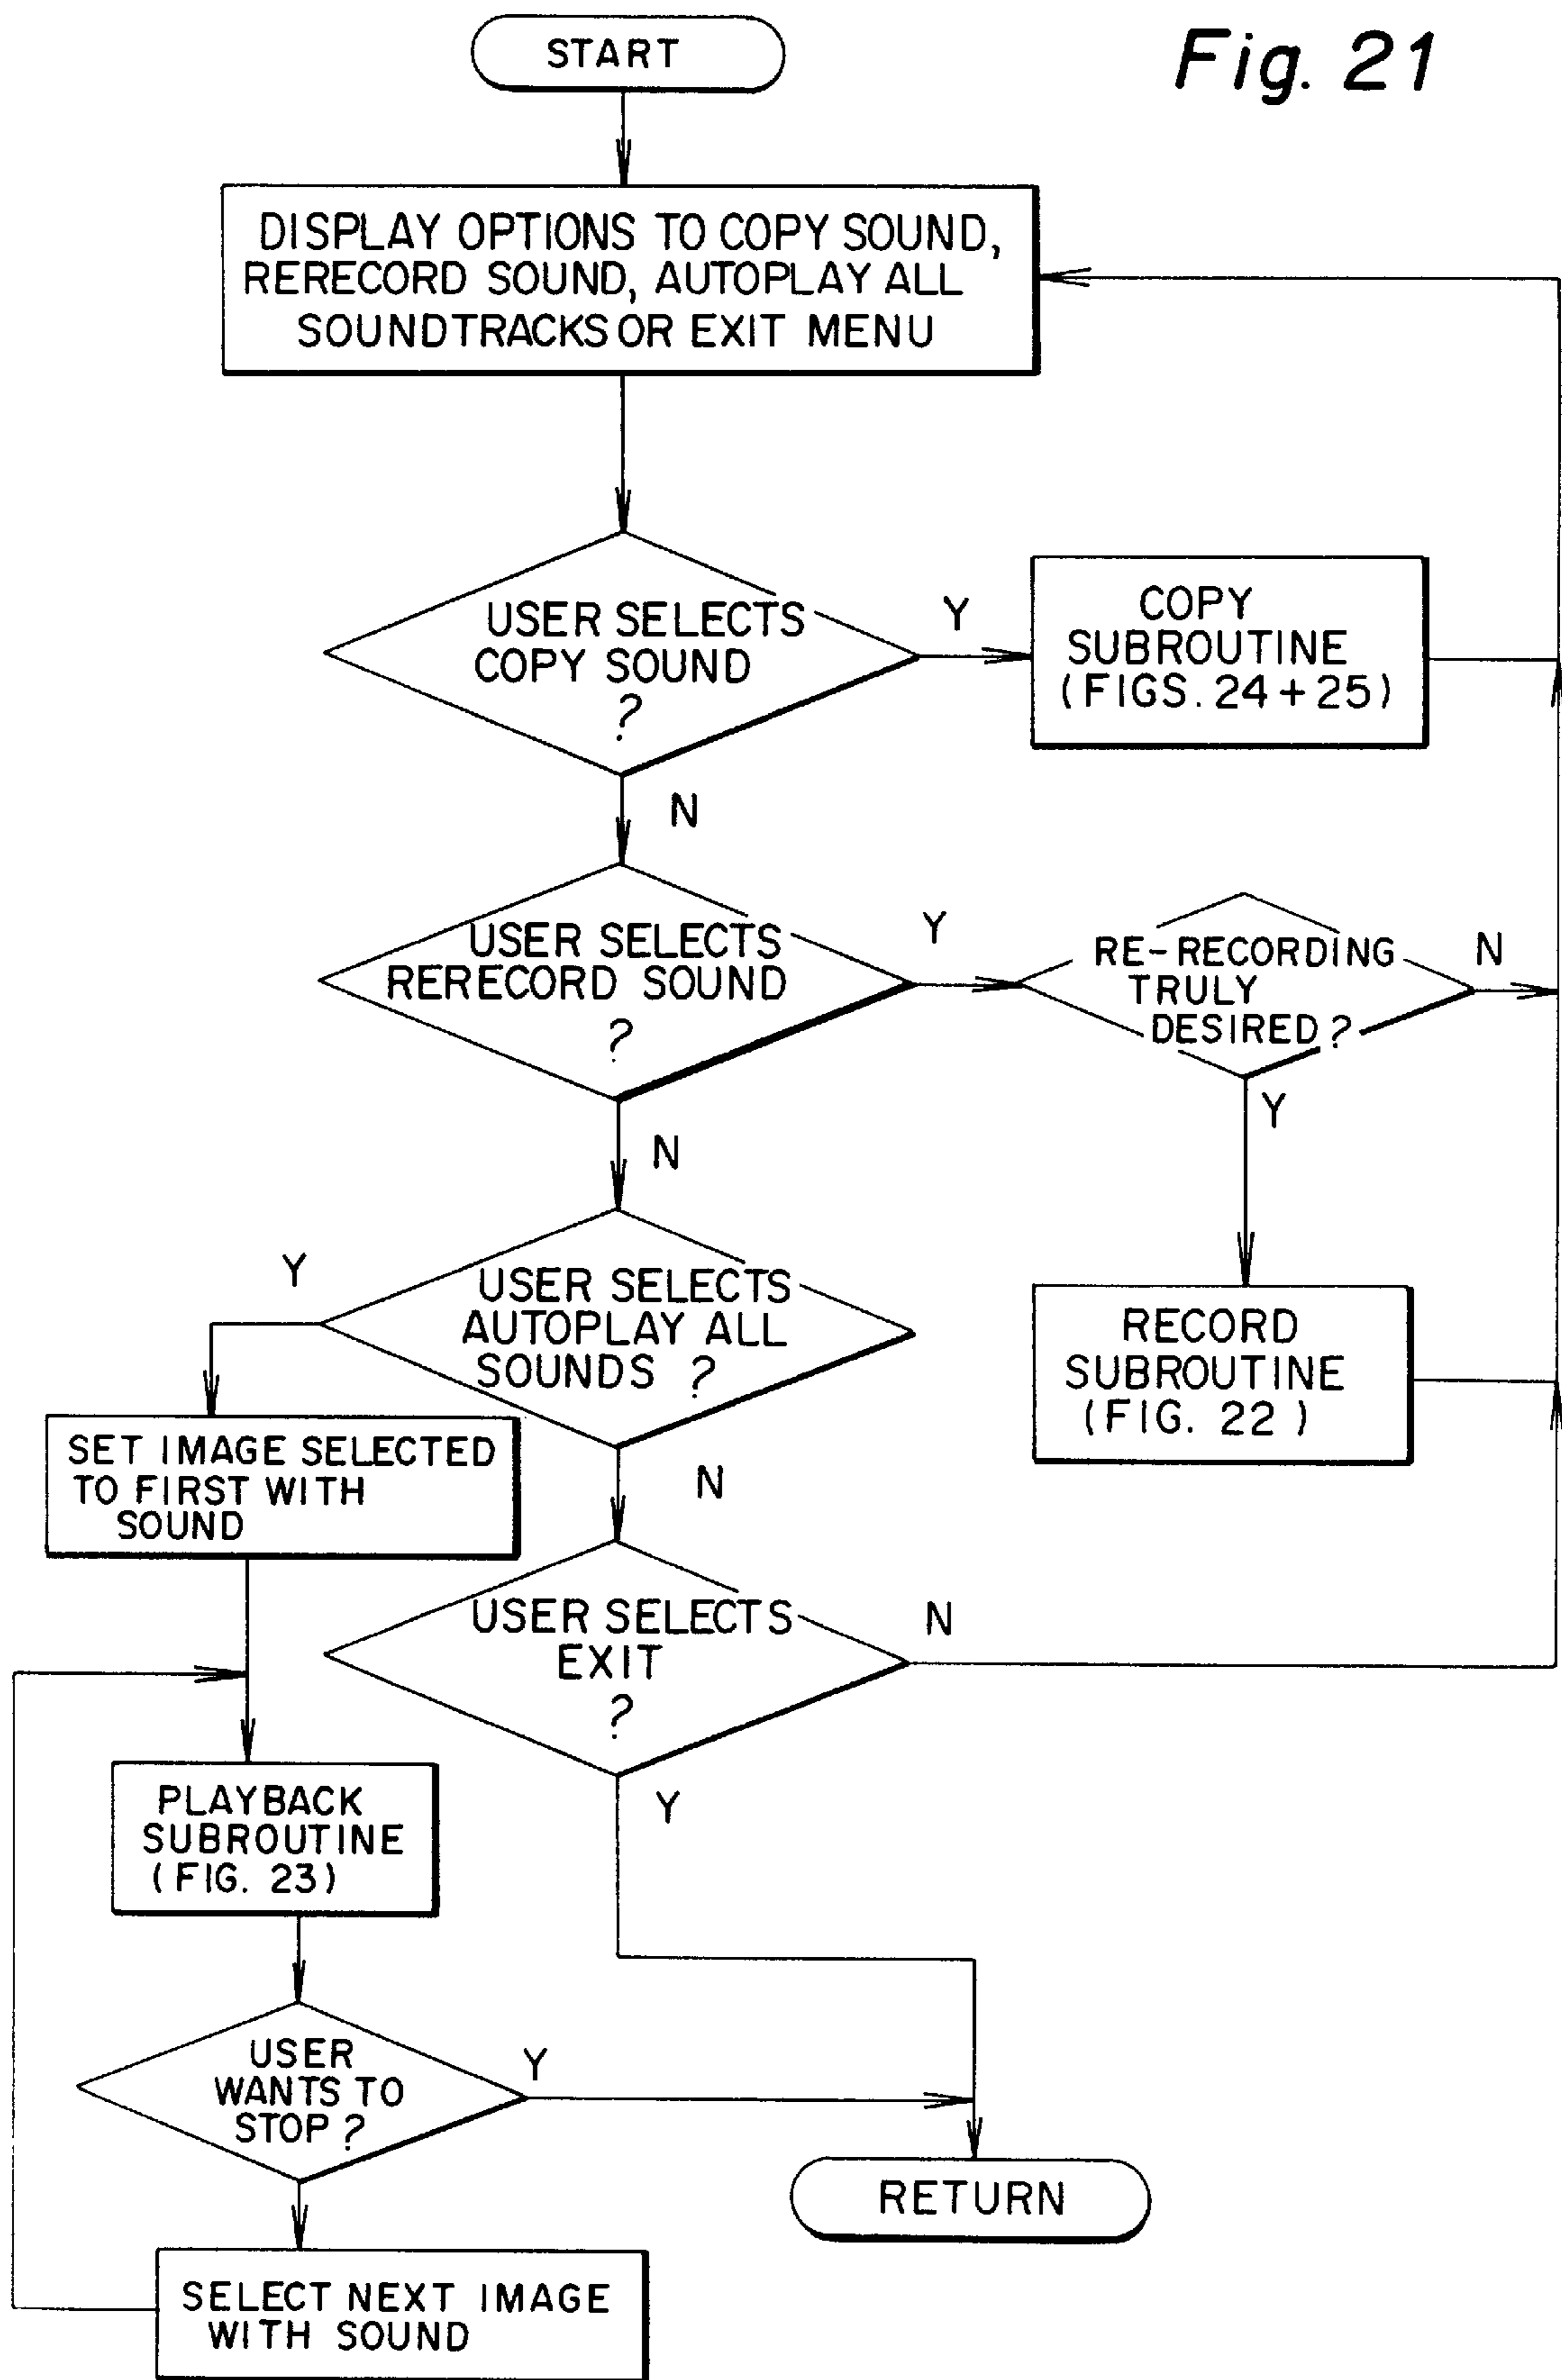 Fig. 21
START
DISPLAY OPTIONS TO COPY SOUND,
RERECORD SOUND, AUTOPLAY ALL
SOUNDTRACKS OR EXIT MENU
USER SELECTS
COPY SOUND
?
Y
N
COPY
SUBROUTINE
(FIGS. 24 + 25)
USER SELECTS
RERECORD SOUND
?
Y
N
RE-RECORDING
TRULY
DESIRED ?
N
Y
RECORD
SUBROUTINE
(FIG. 22 )
USER SELECTS
AUTOPLAY ALL
SOUNDS ?
Y
N
SET IMAGE SELECTED
TO FIRST WITH
SOUND
USER SELECTS
EXIT
?
N
Y
PLAYBACK
SUBROUTINE
(FIG. 23)
USER
WANTS TO
STOP ?
Y
RETURN
SELECT NEXT IMAGE
WITH SOUND